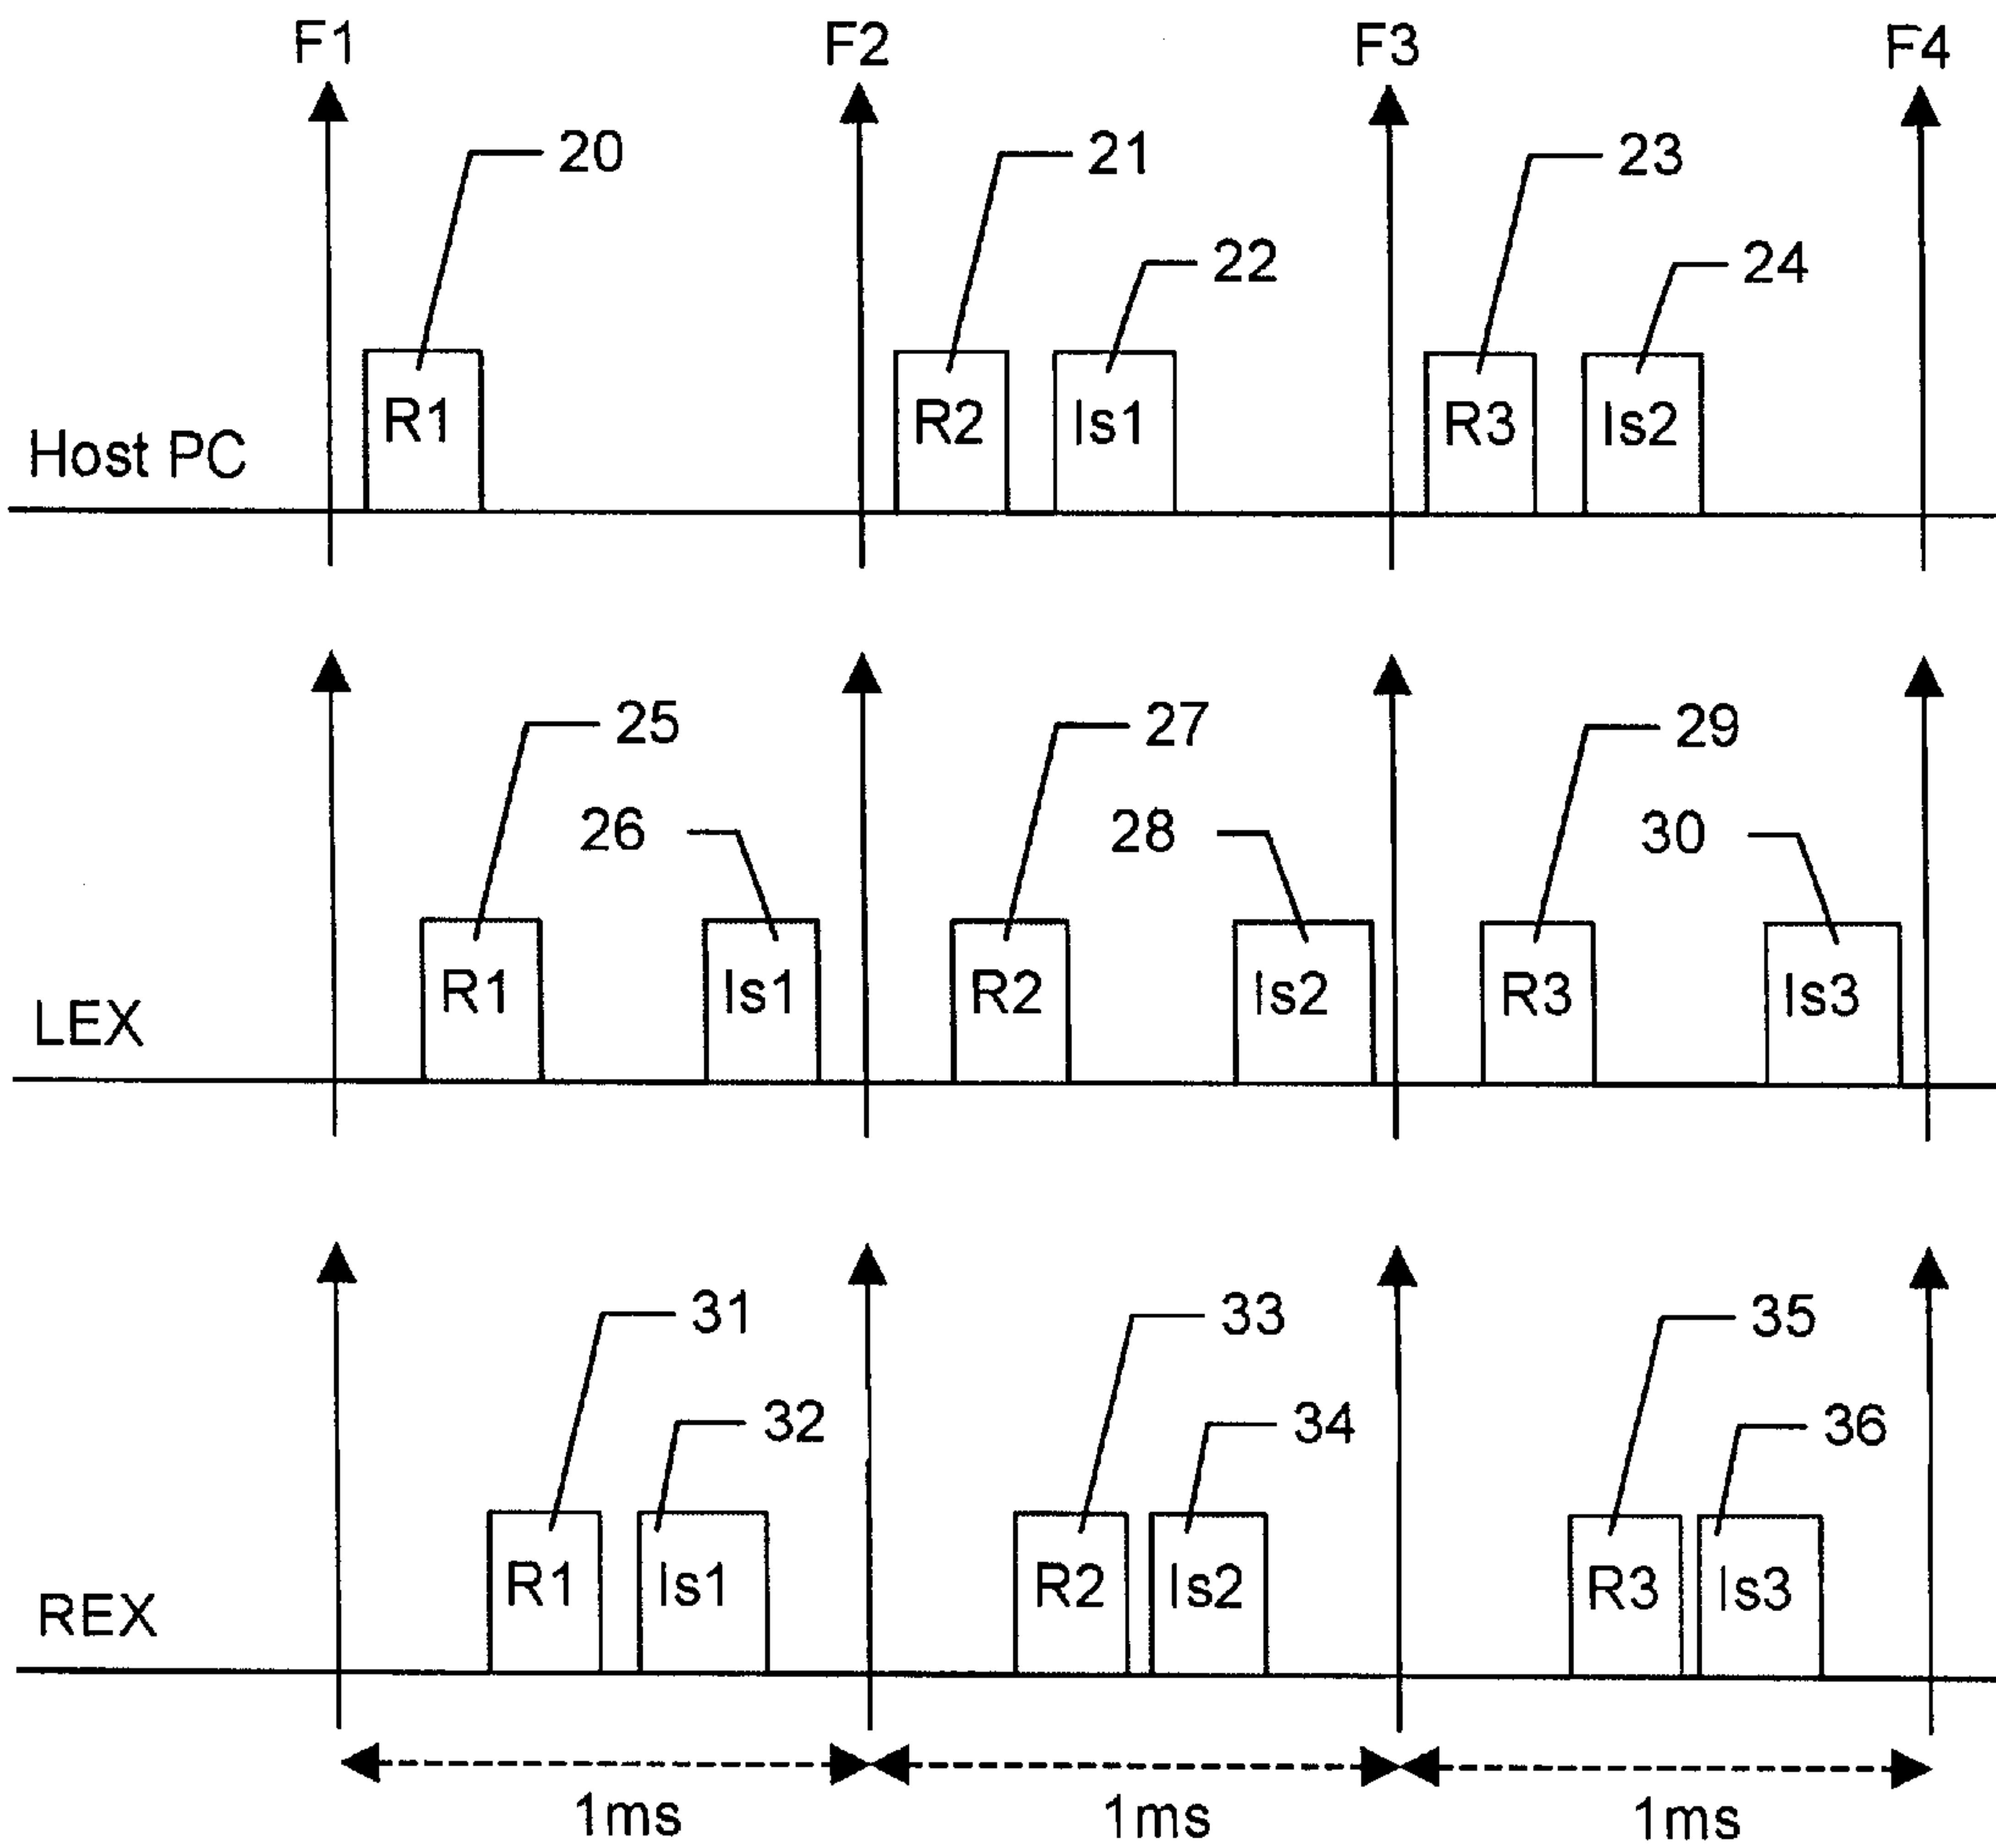 F1 F2 F3 F4
20 21 23
22 24
R1 R2 Is1 R3 Is2
Host PC
25 27 29
26 28 30
R1 Is1 R2 Is2 R3 Is3
LEX
31 33 35
32 34 36
R1 Is1 R2 Is2 R3 Is3
REX
1ms 1ms 1ms